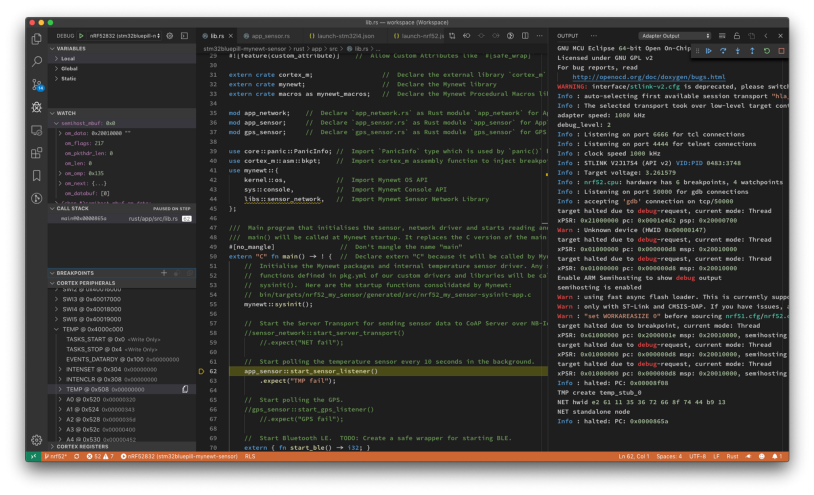 lib.rs — workspace (Workspace)
DEBUG
nRF52832 (stm32bluepill-n
VARIABLES
Local
Global
Static
WATCH
vumintest_mbuf: 0x0
om_data: 0x20010000 ""
om_flags: 217
om_pkthdr_len: 0
om_len: 0
om_omp: 0x135
om_next: {...}
om_databuf: [0]
CALL STACK
PAUSED ON STEP
main@0x0000865a
rust/app/src/lib.rs
62
BREAKPOINTS
CORTEX PERIPHERALS
SWI2 @ 0x40016000
SWI3 @ 0x40017000
SWI4 @ 0x40018000
SWI5 @ 0x40019000
TEMP @ 0x4000c000
TASKS_START @ 0x0 <Write Only>
TASKS_STOP @ 0x4 <Write Only>
EVENTS_DATARDY @ 0x100 0x00000000
INTENSET @ 0x304 0x00000000
INTENCLR @ 0x308 0x00000000
TEMP @ 0x508 0x00000000
A0 @ 0x520 0x00000320
A1 @ 0x524 0x00000343
A2 @ 0x528 0x0000035d
A3 @ 0x52c 0x00000400
A4 @ 0x530 0x00000452
CORTEX REGISTERS
lib.rs
app_sensor.rs
launch-stm32l4.json
launch-nrf52.js
stm32bluepill-mynewt-sensor > rust > app > src > lib.rs > ...
29 #![feature(custom_attribute)] // Allow Custom Attributes like `#[safe_wrap]`
30
31 extern crate cortex_m; // Declare the external library `cortex_m`
32 extern crate mynewt; // Declare the Mynewt library
33 extern crate macros as mynewt_macros; // Declare the Mynewt Procedural Macros li
34
35 mod app_network; // Declare `app_network.rs` as Rust module `app_network` for A
36 mod app_sensor; // Declare `app_sensor.rs` as Rust module `app_sensor` for App
37 mod gps_sensor; // Declare `gps_sensor.rs` as Rust module `gps_sensor` for GPS
38
39 use core::panic::PanicInfo; // Import `PanicInfo` type which is used by `panic()`
40 use cortex_m::asm::bkpt; // Import cortex_m assembly function to inject breakpo
41 use mynewt::{
42 kernel::os, // Import Mynewt OS API
43 sys::console, // Import Mynewt Console API
44 libs::sensor_network, // Import Mynewt Sensor Network Library
45 };
46
47 /// Main program that initialises the sensor, network driver and starts reading an
48 /// main() will be called at Mynewt startup. It replaces the C version of the main
49 #[no_mangle] // Don't mangle the name "main"
50 extern "C" fn main() -> ! { // Declare extern "C" because it will be called by My
51 // Initialise the Mynewt packages and internal temperature sensor driver. Any
52 // functions defined in pkg.yml of our custom drivers and libraries will be ca
53 // sysinit(). Here are the startup functions consolidated by Mynewt:
54 // bin/targets/nrf52_my_sensor/generated/src/nrf52_my_sensor-sysinit-app.c
55 mynewt::sysinit();
56
57 // Start the Server Transport for sending sensor data to CoAP Server over NB-I
58 //sensor_network::start_server_transport()
59 //.expect("NET fail");
60
61 // Start polling the temperature sensor every 10 seconds in the background.
62 app_sensor::start_sensor_listener()
63 .expect("TMP fail");
64
65 // Start polling the GPS.
66 //gps_sensor::start_gps_listener()
67 //.expect("GPS fail");
68
69 // Start Bluetooth LE. TODO: Create a safe wrapper for starting BLE.
70 extern { fn start_ble() -> i32; }
OUTPUT
Adapter Output
GNU MCU Eclipse 64-bit Open On-Chip
Licensed under GNU GPL v2
For bug reports, read
http://openocd.org/doc/doxygen/bugs.html
WARNING: interface/stlink-v2.cfg is deprecated, please switc
Info : auto-selecting first available session transport "hla
Info : The selected transport took over low-level target con
adapter speed: 1000 kHz
debug_level: 2
Info : Listening on port 6666 for tcl connections
Info : Listening on port 4444 for telnet connections
Info : clock speed 1000 kHz
Info : STLINK V2J17S4 (API v2) VID:PID 0483:3748
Info : Target voltage: 3.261579
Info : nrf52.cpu: hardware has 6 breakpoints, 4 watchpoints
Info : Listening on port 50000 for gdb connections
Info : accepting 'gdb' connection on tcp/50000
target halted due to debug-request, current mode: Thread
xPSR: 0x61000000 pc: 0x0001e462 msp: 0x20000700
Warn : Unknown device (HWID 0x00000147)
target halted due to debug-request, current mode: Thread
xPSR: 0x01000000 pc: 0x000000d8 msp: 0x20010000
target halted due to debug-request, current mode: Thread
xPSR: 0x01000000 pc: 0x000000d8 msp: 0x20010000
Enable ARM Semihosting to show debug output
semihosting is enabled
Warn : using fast async flash loader. This is currently supp
Warn : only with ST-Link and CMSIS-DAP. If you have issues, a
Warn : "set WORKAREASIZE 0" before sourcing nrf51.cfg/nrf52.
target halted due to breakpoint, current mode: Thread
xPSR: 0x61000000 pc: 0x2000001e msp: 0x20010000, semihosting
target halted due to debug-request, current mode: Thread
xPSR: 0x01000000 pc: 0x000000d8 msp: 0x20010000, semihosting
target halted due to debug-request, current mode: Thread
xPSR: 0x01000000 pc: 0x000000d8 msp: 0x20010000, semihosting
Info : halted: PC: 0x00008f08
TMP create temp_stub_0
NET hwid e2 61 11 35 36 72 66 8f 74 44 b9 13
NET standalone node
Info : halted: PC: 0x0000865a
nrf52*
52
7
nRF52832 (stm32bluepill-mynewt-sensor)
RLS
Ln 62, Col 1
Spaces: 4
UTF-8
LF
Rust
1